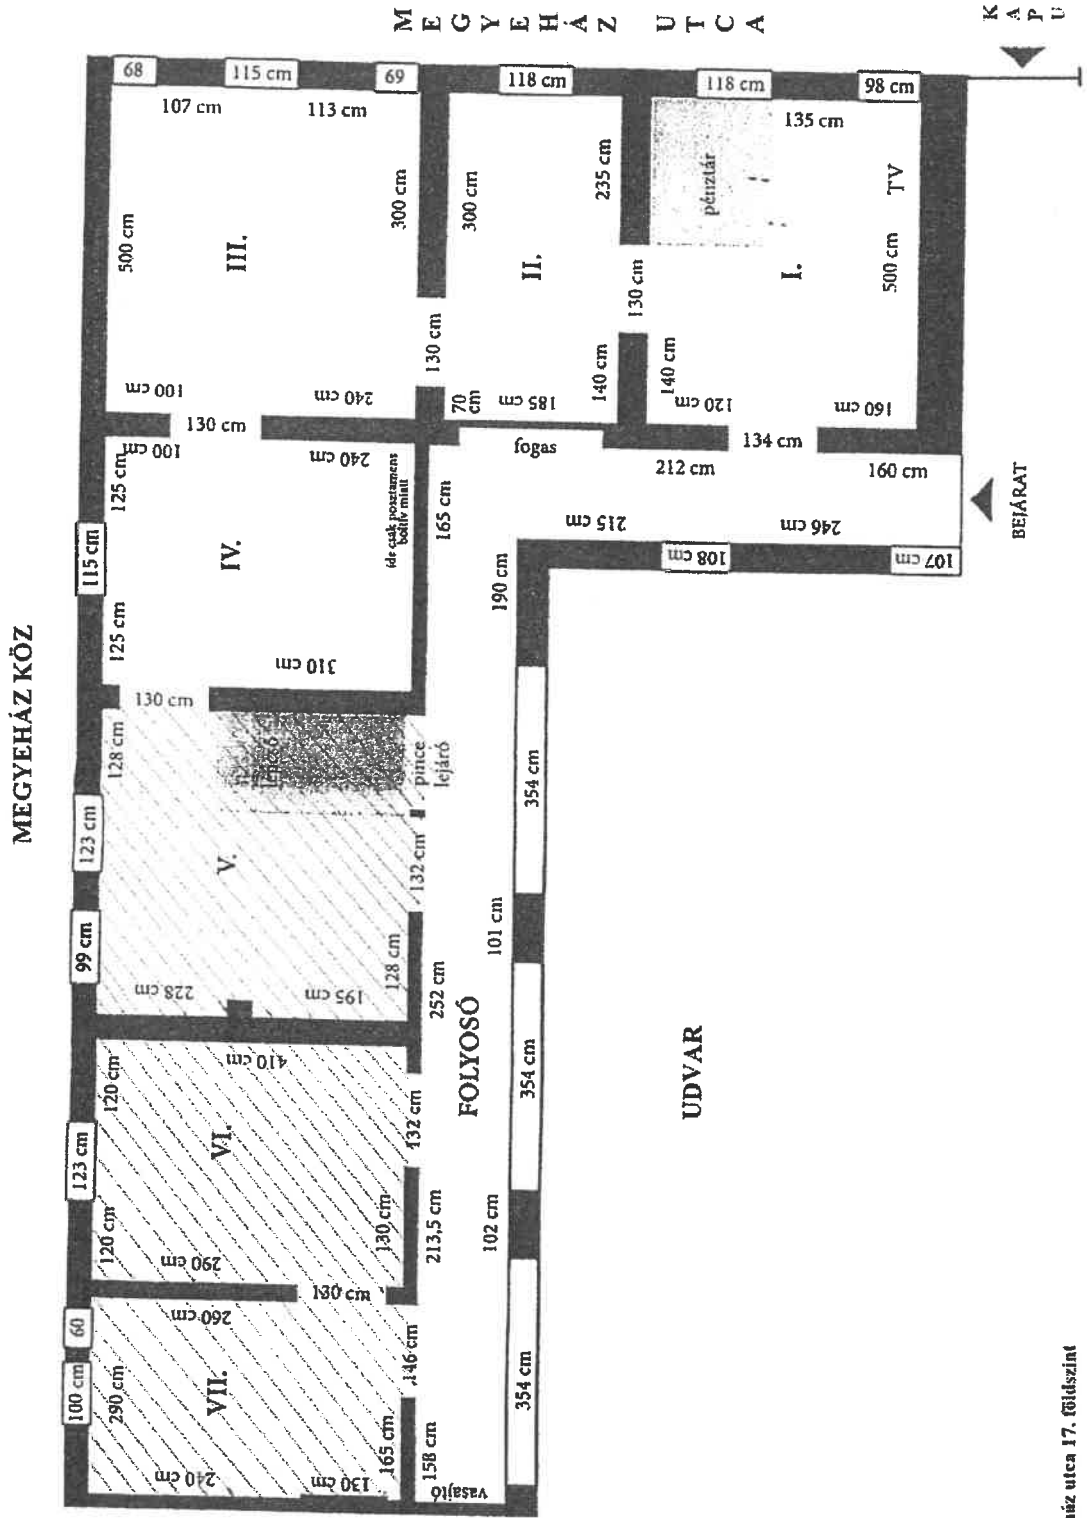 MEGYEHÁZ UTCA
KAPU
MEGYEHÁZ KÖZ
68
115 cm
69
118 cm
118 cm
98 cm
107 cm
113 cm
135 cm
500 cm
III.
300 cm
300 cm
II.
235 cm
pénztár
TV
I.
500 cm
130 cm
130 cm
100 cm
240 cm
70
cm
185 cm
140 cm
140 cm
120 cm
160 cm
130 cm
fogas
134 cm
212 cm
160 cm
100 cm
240 cm
125 cm
115 cm
125 cm
IV.
ide csak posztamens
boltív miatt
165 cm
310 cm
215 cm
246 cm
190 cm
108 cm
107 cm
BEJÁRAT
130 cm
128 cm
123 cm
99 cm
V.
pince
lejáró
132 cm
128 cm
228 cm
195 cm
252 cm
354 cm
101 cm
FOLYOSÓ
UDVAR
410 cm
120 cm
123 cm
120 cm
VI.
132 cm
130 cm
290 cm
213,5 cm
354 cm
102 cm
130 cm
260 cm
60
100 cm
290 cm
VII.
146 cm
165 cm
158 cm
240 cm
130 cm
354 cm
vasajtó
utca 17. földszint